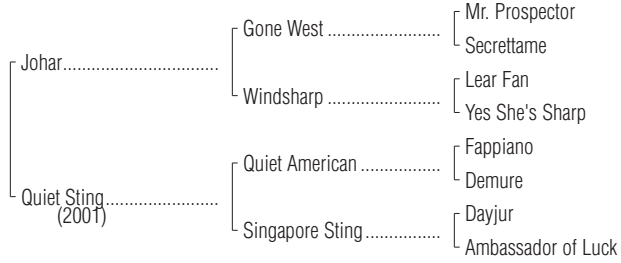 Mr. Prospector
Gone West ........................
Secrettame
Johar.................................
Lear Fan
Windsharp ........................
Yes She's Sharp
Fappiano
Quiet American .................
Demure
Quiet Sting........................
(2001)
Dayjur
Singapore Sting................
Ambassador of Luck